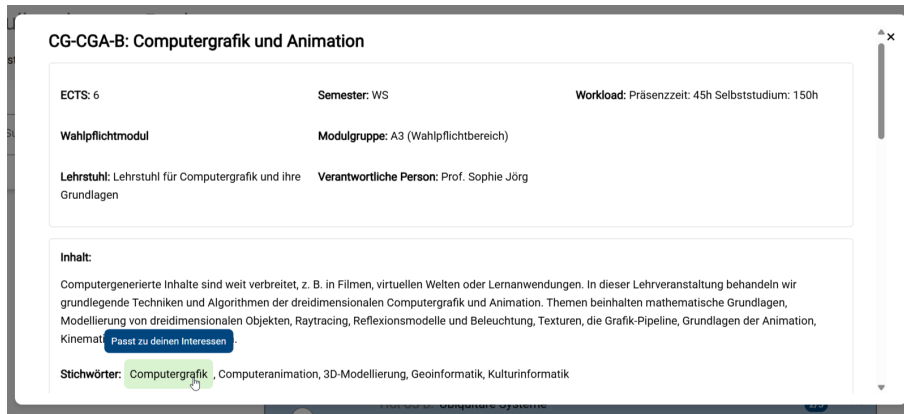 CG-CGA-B: Computergrafik und Animation
×
ECTS: 6
Semester: WS
Workload: Präsenzzeit: 45h Selbststudium: 150h
Wahlpflichtmodul
Modulgruppe: A3 (Wahlpflichtbereich)
Lehrstuhl: Lehrstuhl für Computergrafik und ihre
Grundlagen
Verantwortliche Person: Prof. Sophie Jörg
Inhalt:
Computergenerierte Inhalte sind weit verbreitet, z. B. in Filmen, virtuellen Welten oder Lernanwendungen. In dieser Lehrveranstaltung behandeln wir
grundlegende Techniken und Algorithmen der dreidimensionalen Computergrafik und Animation. Themen beinhalten mathematische Grundlagen,
Modellierung von dreidimensionalen Objekten, Raytracing, Reflexionsmodelle und Beleuchtung, Texturen, die Grafik-Pipeline, Grundlagen der Animation,
Passt zu deinen Interessen
Stichwörter: Computergrafik , Computeranimation, 3D-Modellierung, Geoinformatik, Kulturinformatik
Ubiquitäre Systeme